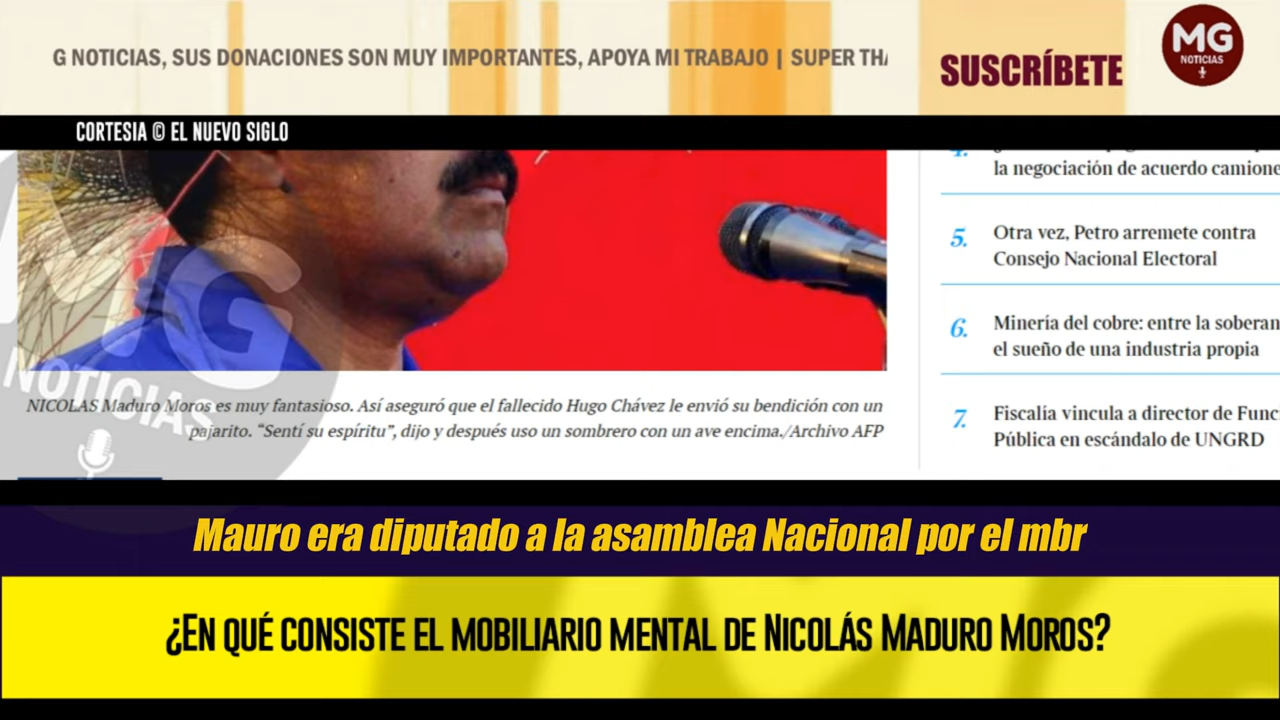 G NOTICIAS, SUS DONACIONES SON MUY IMPORTANTES, APOYA MI TRABAJO | SUPER
SUSCRÍBETE
MG
NOTICIAS
CORTESIA © EL NUEVO SIGLO
4.
la negociación de acuerdo
5. Otra vez, Petro arremete contra
Consejo Nacional Electoral
6. Minería del cobre: entre la
el sueño de una industria propia
7. Fiscalía vincula a director de
Pública en escándalo de UNGRD
MG
NOTICIAS
NICOLAS Maduro Moros es muy fantasioso. Así aseguró que el fallecido Hugo Chávez le envió su bendición con un
pajarito. “Sentí su espíritu”, dijo y después uso un sombrero con un ave encima./Archivo AFP
Mauro era diputado a la asamblea Nacional por el mbr
¿EN QUÉ CONSISTE EL MOBILIARIO MENTAL DE NICOLÁS MADURO MOROS?